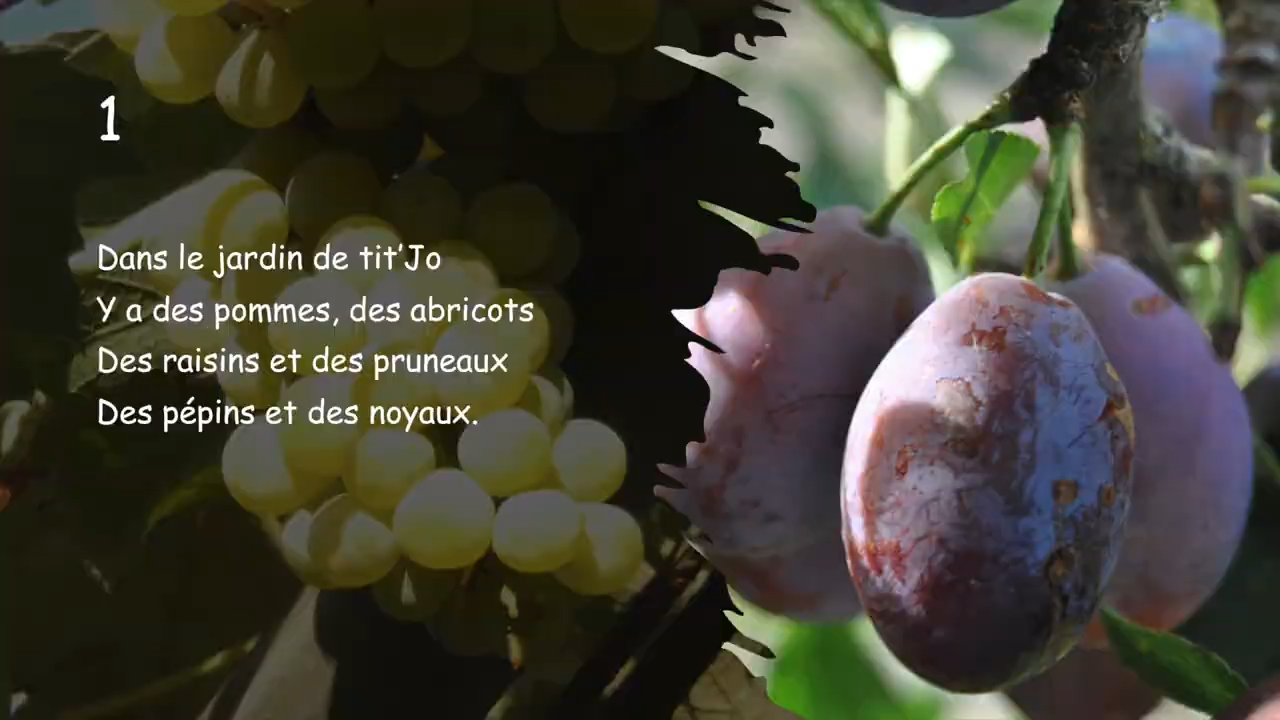 1
Dans le jardin de tit'Jo
Y a des pommes, des abricots
Des raisins et des pruneaux
Des pépins et des noyaux.